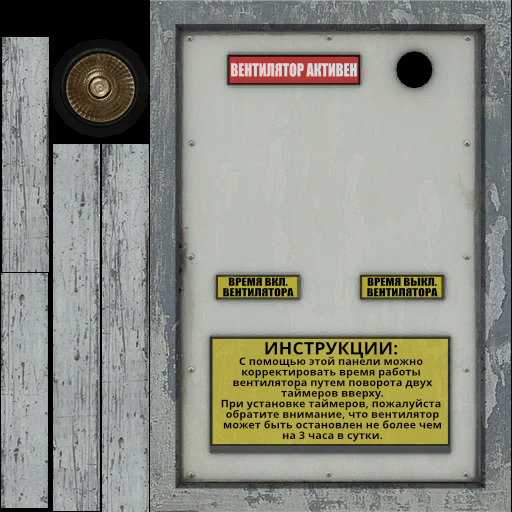 ВЕНТИЛЯТОР АКТИВЕН
ВРЕМЯ ВКЛ.
ВЕНТИЛЯТОРА
ВРЕМЯ ВЫКЛ.
ВЕНТИЛЯТОРА
ИНСТРУКЦИИ:
С помощью этой панели можно
корректировать время работы
вентилятора путем поворота двух
таймеров вверху.
При установке таймеров, пожалуйста
обратите внимание, что вентилятор
может быть остановлен не более чем
на 3 часа в сутки.